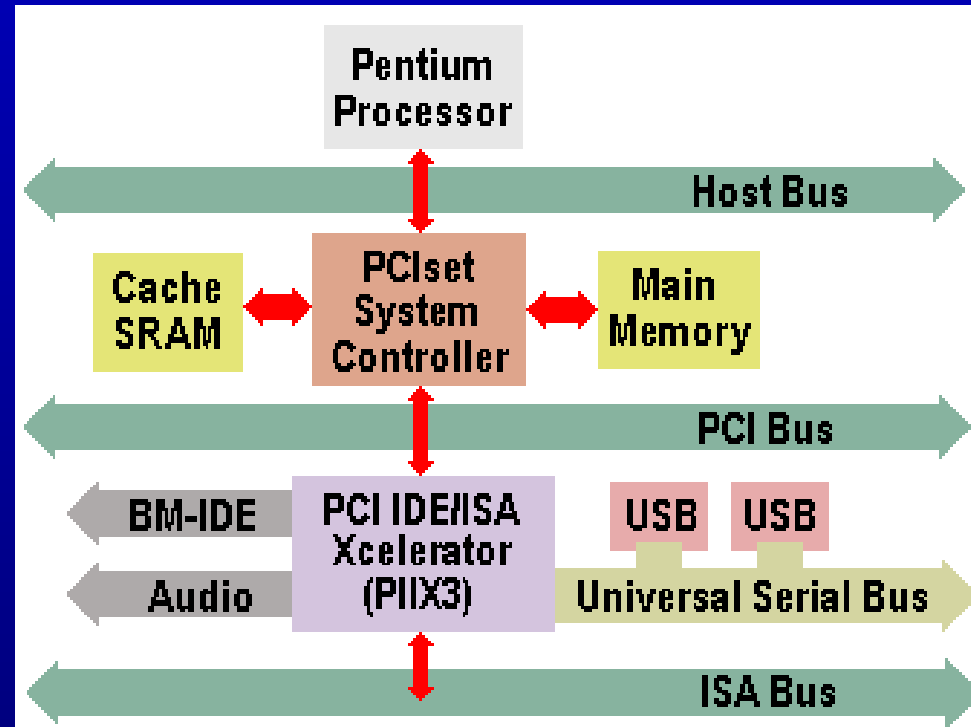 Pentium
Processor
Host Bus
Cache
SRAM
PCIset
System
Controller
Main
Memory
PCI Bus
BM-IDE
Audio
PCI IDE/ISA
Xcelerator
(PIIX3)
USB
USB
Universal Serial Bus
ISA Bus